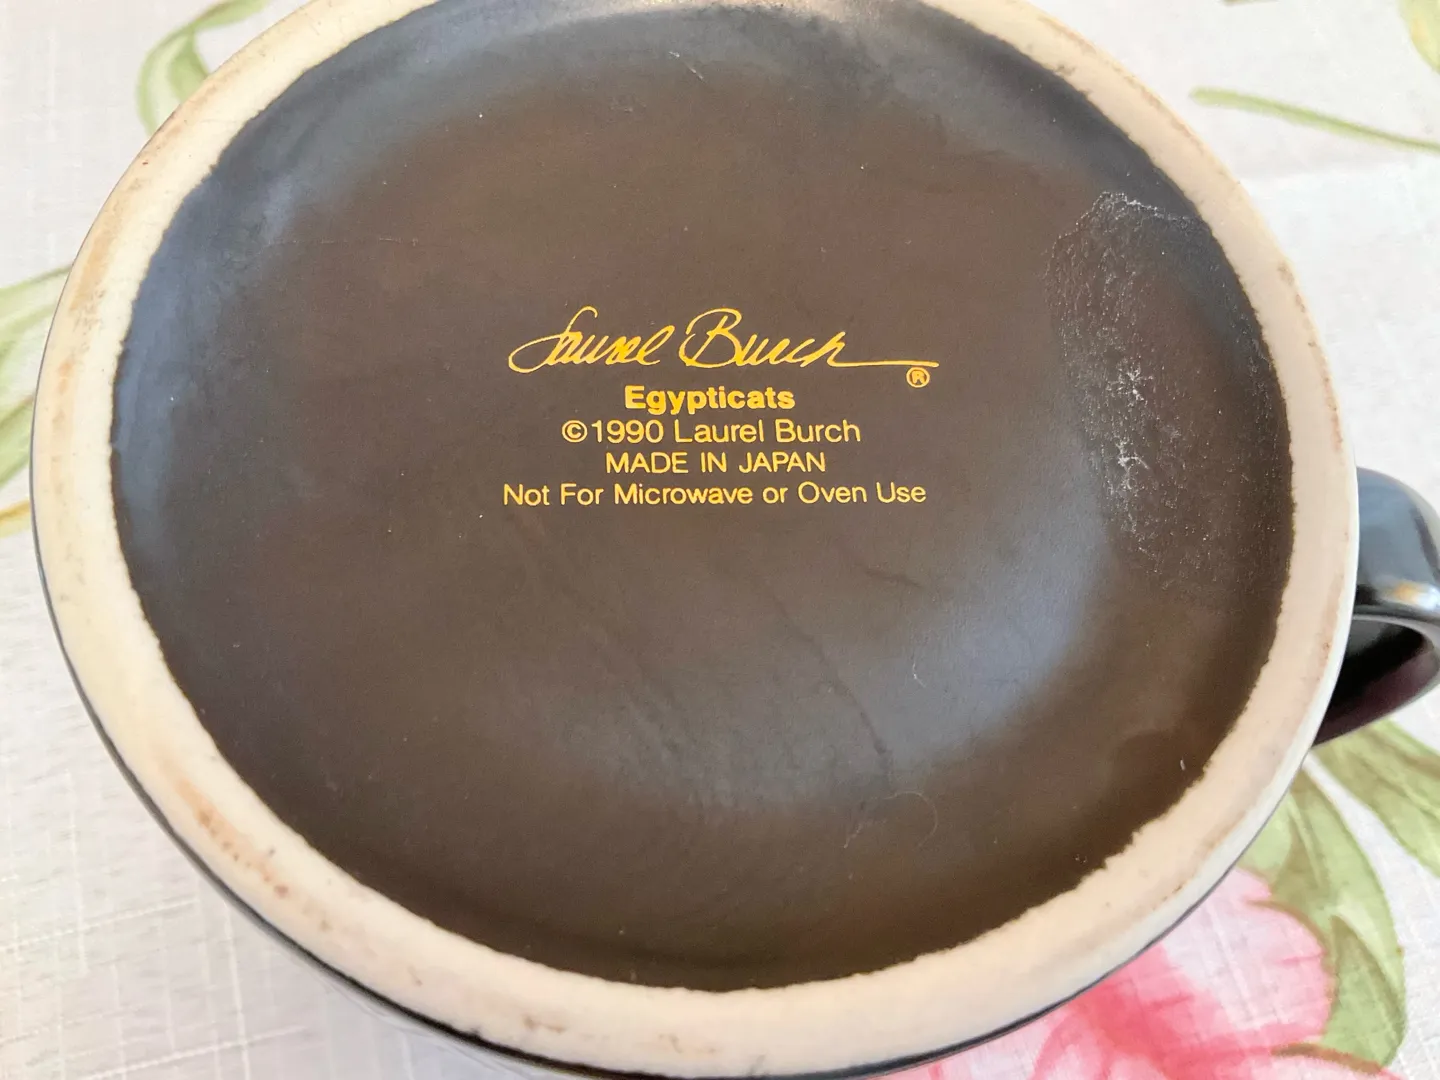 Laurel Burch ®
Egypticats
©1990 Laurel Burch
MADE IN JAPAN
Not For Microwave or Oven Use